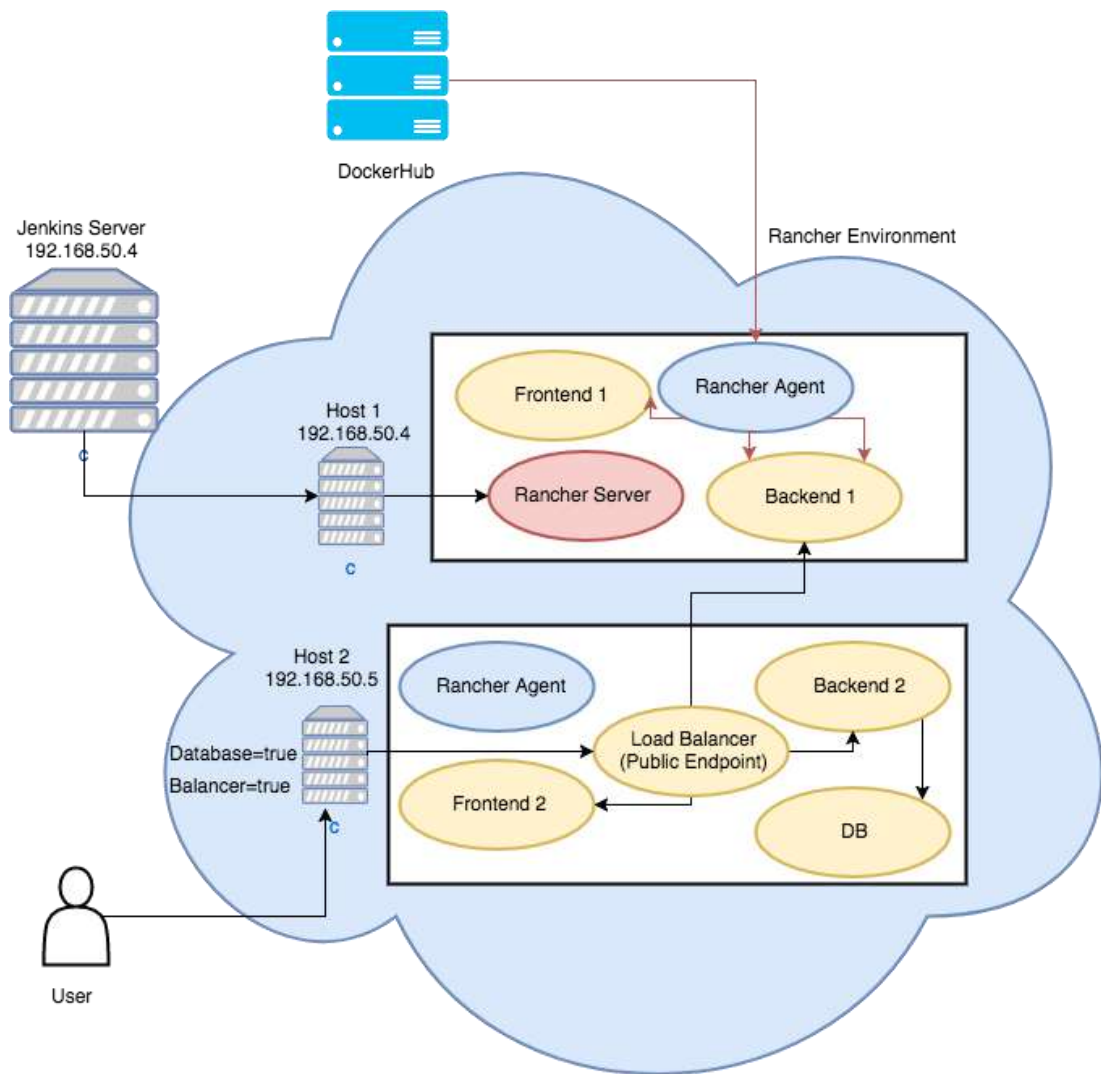 DockerHub
Jenkins Server
192.168.50.4
Rancher Environment
Frontend 1
Rancher Agent
Host 1
192.168.50.4
Rancher Server
Backend 1
C
C
Host 2
192.168.50.5
Rancher Agent
Backend 2
Load Balancer
(Public Endpoint)
Database=true
Balancer=true
Frontend 2
DB
C
User